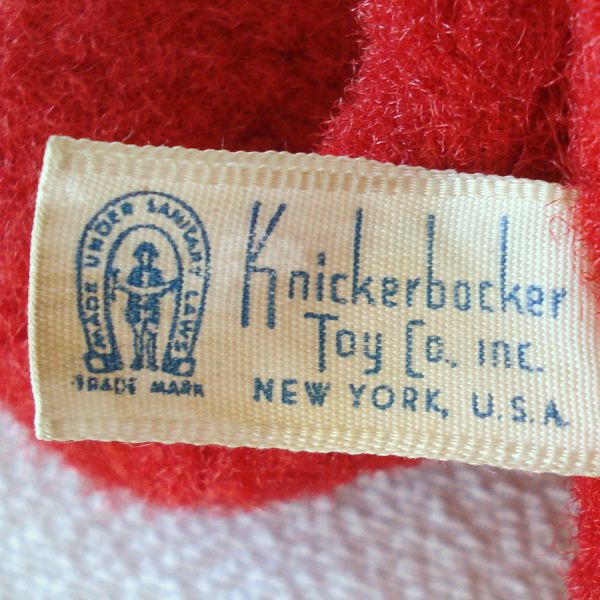 MADE UNDER SANITARY LAWS
TRADE MARK
Knickerbocker
Toy Co, inc.
NEW YORK, U.S.A.